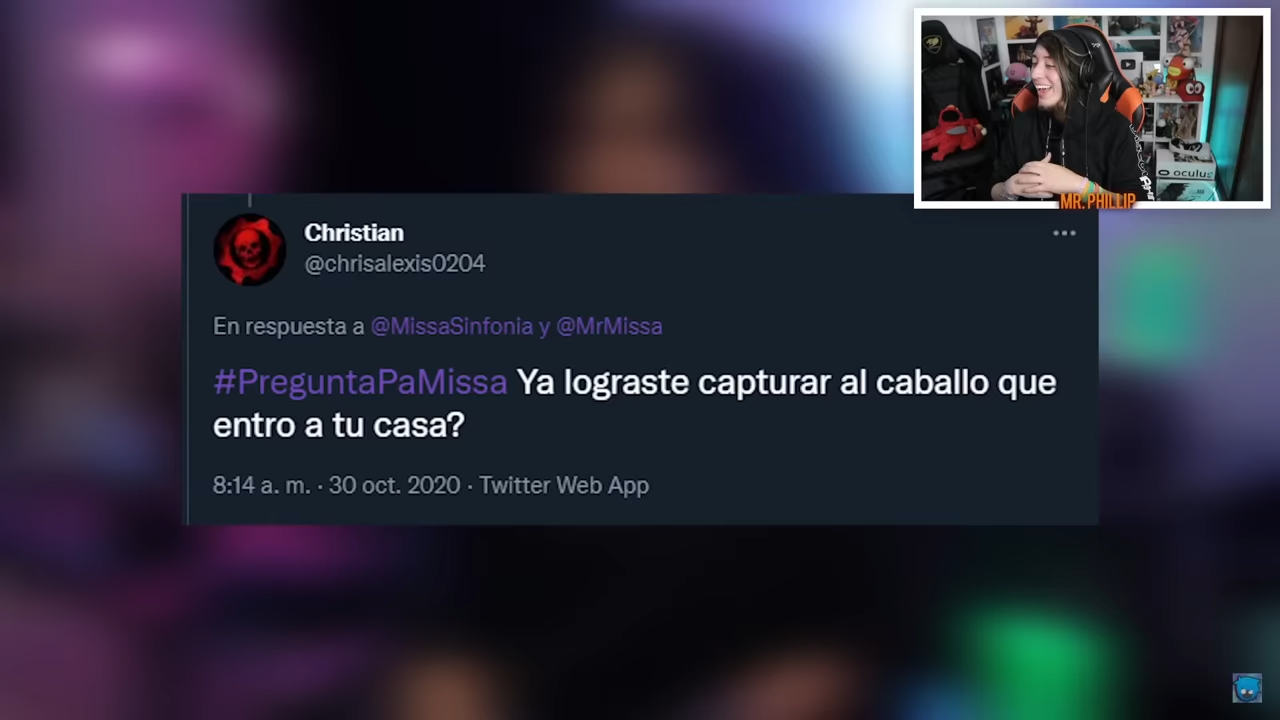 oculus
MR. PHILLIP
Christian
@chrisalexis0204
En respuesta a @MissaSinfonia y @MrMissa
#PreguntaPaMissa Ya lograste capturar al caballo que
entro a tu casa?
8:14 a. m. · 30 oct. 2020 · Twitter Web App